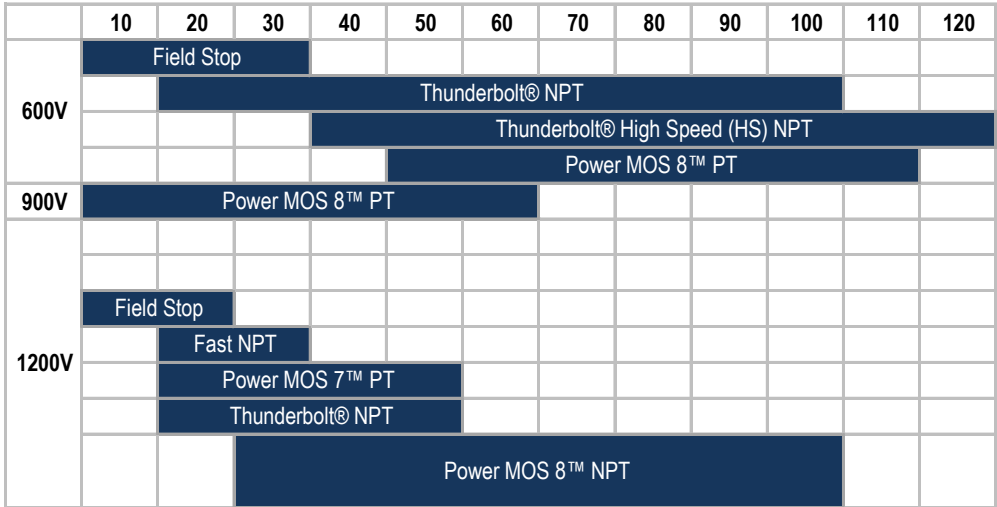 10 20 30 40 50 60 70 80 90 100 110 120
600V
Field Stop
Thunderbolt® NPT
Thunderbolt® High Speed (HS) NPT
Power MOS 8™ PT
900V
Power MOS 8™ PT
1200V
Field Stop
Fast NPT
Power MOS 7™ PT
Thunderbolt® NPT
Power MOS 8™ NPT